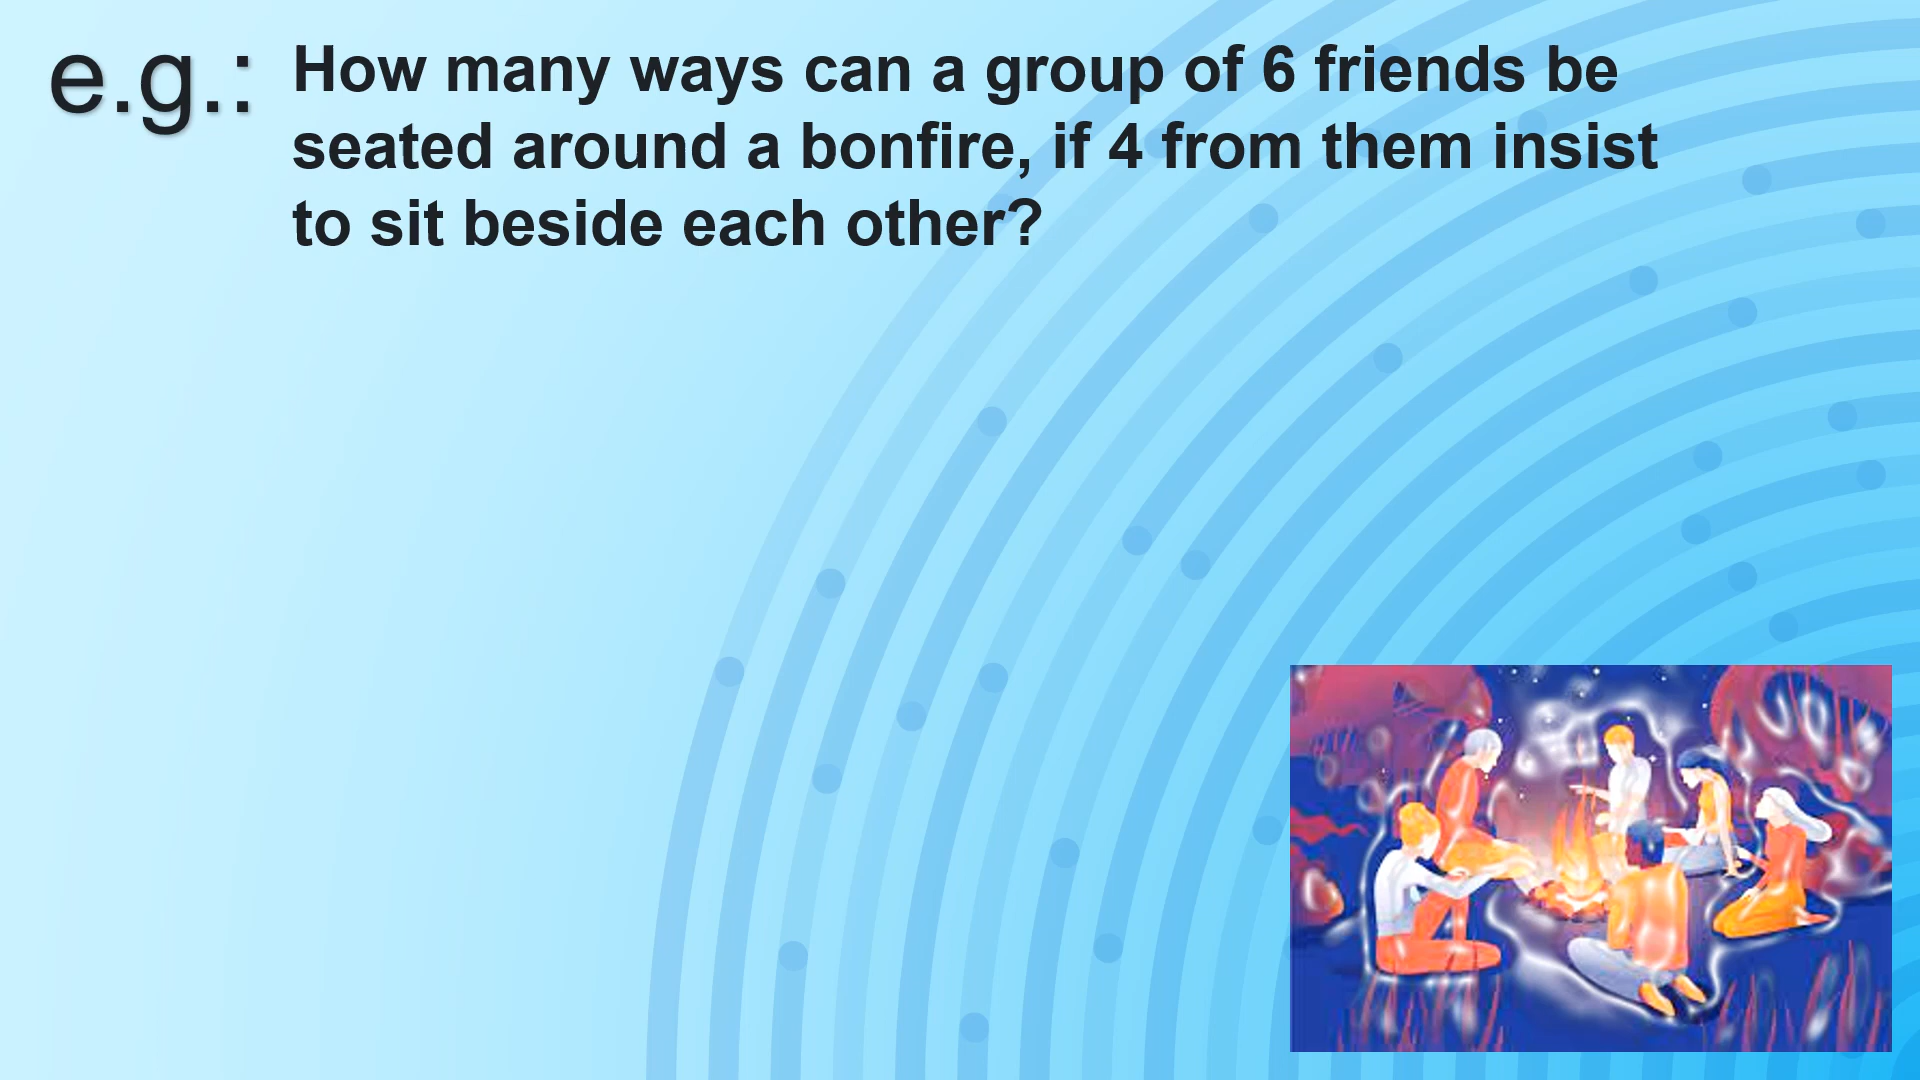 e.g.: How many ways can a group of 6 friends be
seated around a bonfire, if 4 from them insist
to sit beside each other?